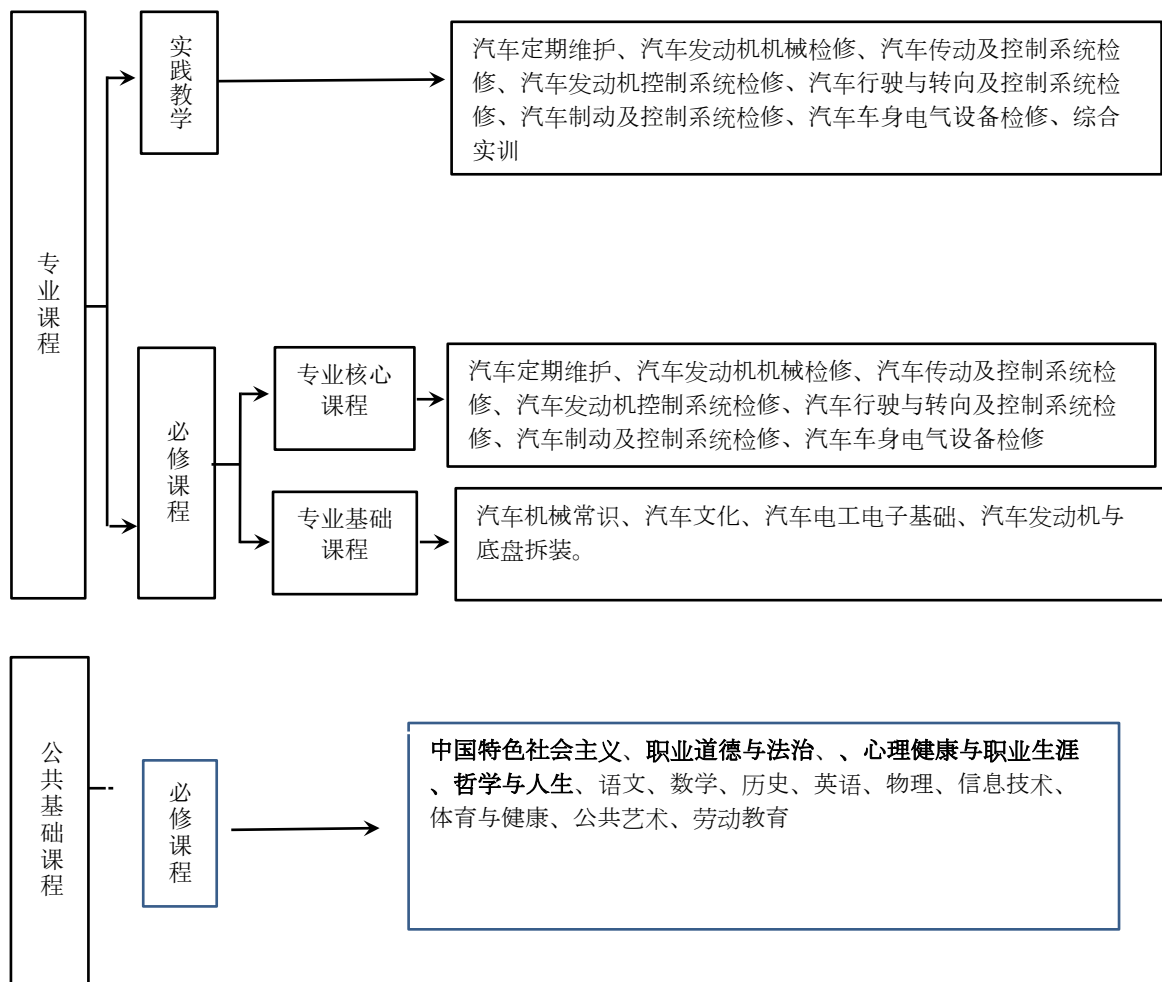 实践教学
汽车定期维护、汽车发动机机械检修、汽车传动及控制系统检
修、汽车发动机控制系统检修、汽车行驶与转向及控制系统检
修、汽车制动及控制系统检修、汽车车身电气设备检修、综合
实训
专业课程
必修课程
专业核心
课程
汽车定期维护、汽车发动机机械检修、汽车传动及控制系统检
修、汽车发动机控制系统检修、汽车行驶与转向及控制系统检
修、汽车制动及控制系统检修、汽车车身电气设备检修
专业基础
课程
汽车机械常识、汽车文化、汽车电工电子基础、汽车发动机与
底盘拆装。
公共基础课程
必修课程
中国特色社会主义、职业道德与法治、、心理健康与职业生涯
、哲学与人生、语文、数学、历史、英语、物理、信息技术、
体育与健康、公共艺术、劳动教育